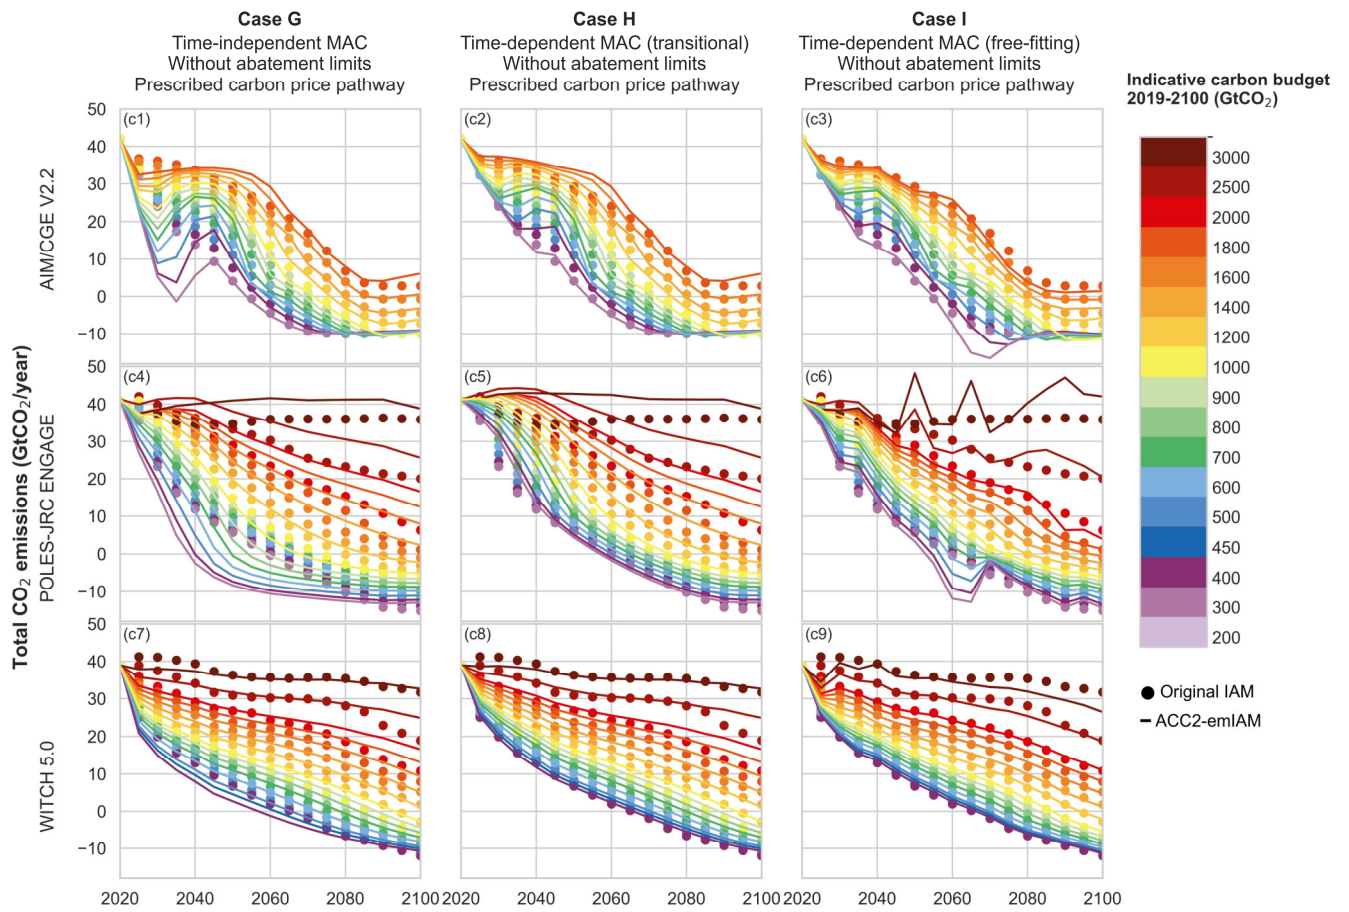 Case G
Time-independent MAC
Without abatement limits
Prescribed carbon price pathway
Case H
Time-dependent MAC (transitional)
Without abatement limits
Prescribed carbon price pathway
Case I
Time-dependent MAC (free-fitting)
Without abatement limits
Prescribed carbon price pathway
Indicative carbon budget
2019-2100 (GtCO2)
3000
2500
2000
1800
1600
1400
1200
1000
900
800
700
600
500
450
400
300
200
Original IAM
ACC2-emIAM
Total CO2 emissions (GtCO2/year)
AIM/CGE V2.2
50
40
30
20
10
0
−10
(c1)
(c2)
(c3)
POLES-JRC ENGAGE
50
40
30
20
10
0
−10
(c4)
(c5)
(c6)
WITCH 5.0
50
40
30
20
10
0
−10
(c7)
(c8)
(c9)
2020 2040 2060 2080 2100
2020 2040 2060 2080 2100
2020 2040 2060 2080 2100